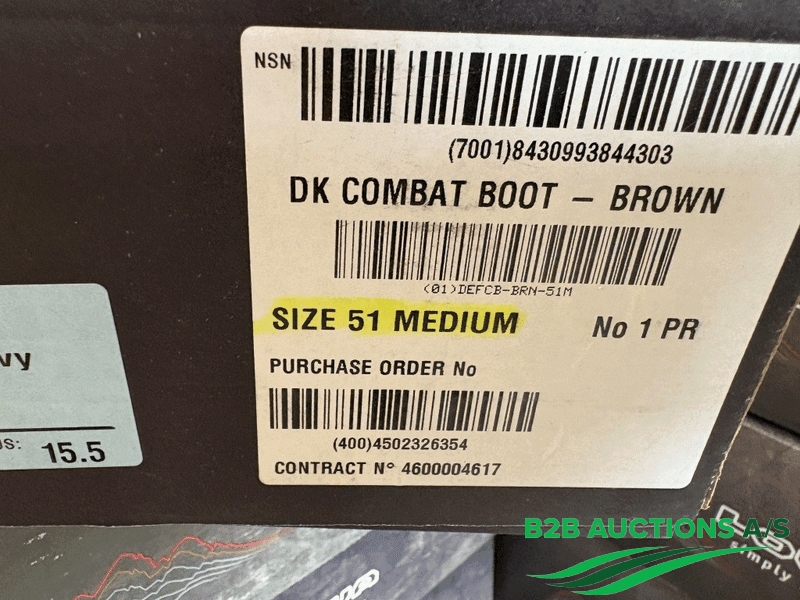 NSN
(7001)8430993844303
DK COMBAT BOOT – BROWN
(01)DEFCB-BRN-51M
SIZE 51 MEDIUM No 1 PR
PURCHASE ORDER No
(400)4502326354
CONTRACT N° 4600004617
15.5
B2B AUCTIONS A/S
simply